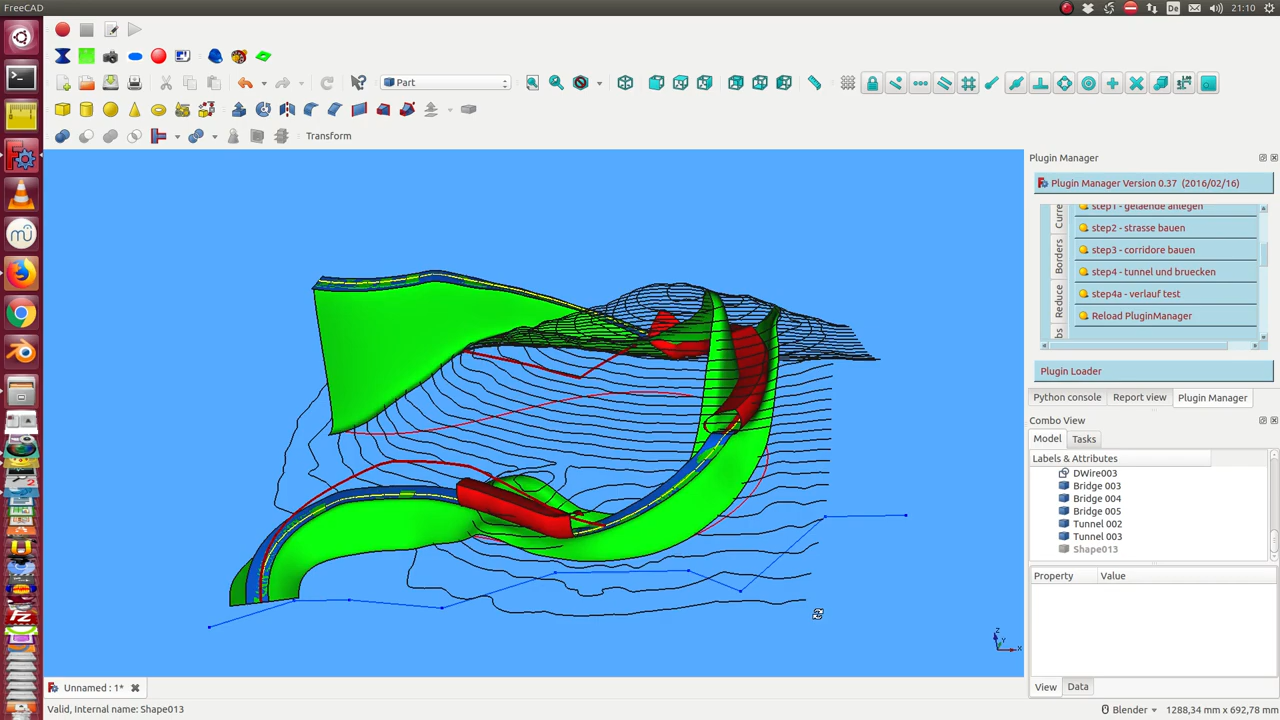 FreeCAD
De
21:10
Part
Transform
Plugin Manager
Plugin Manager Version 0.37 (2016/02/16)
step1 - gelaende anlegen
step2 - strasse bauen
step3 - corridore bauen
step4 - tunnel und bruecken
step4a - verlauf test
Reload PluginManager
Curre
Borders
Reduce
bs
Plugin Loader
Python console
Report view
Plugin Manager
Combo View
Model
Tasks
Labels & Attributes
DWire003
Bridge 003
Bridge 004
Bridge 005
Tunnel 002
Tunnel 003
Shape013
Property
Value
Z
Y
X
View
Data
Unnamed : 1*
Valid, Internal name: Shape013
Blender
1288,34 mm x 692,78 mm